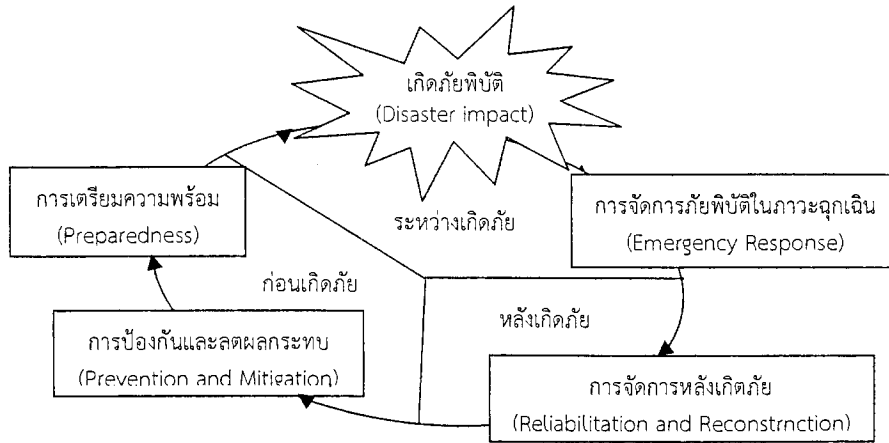 เกิดภัยพิบัติ
(Disaster impact)
การเตรียมความพร้อม
(Preparedness)
การจัดการภัยพิบัติในภาวะฉุกเฉิน
(Emergency Response)
ระหว่างเกิดภัย
ก่อนเกิดภัย
หลังเกิดภัย
การป้องกันและลตผลกระทบ
(Prevention and Mitigation)
การจัดการหลังเกิตภัย
(Reliabilitation and Reconstrnction)